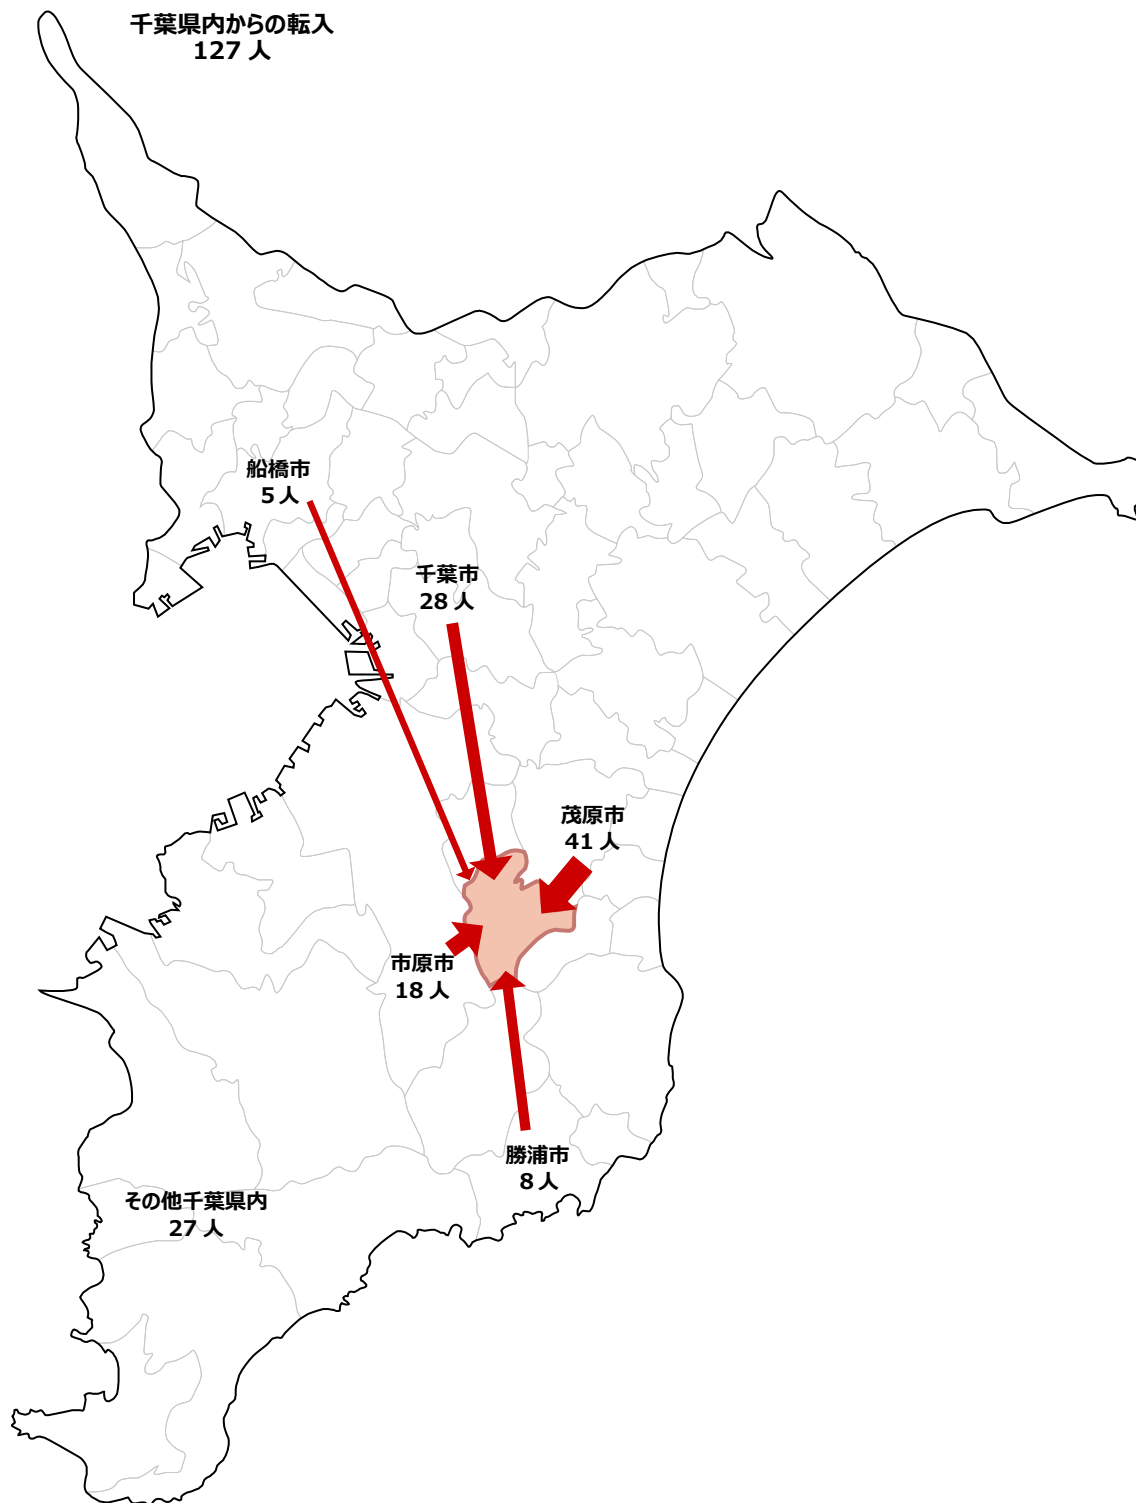 千葉県内からの転入
127 人
船橋市
5 人
千葉市
28 人
茂原市
41 人
市原市
18 人
勝浦市
8 人
その他千葉県内
27 人